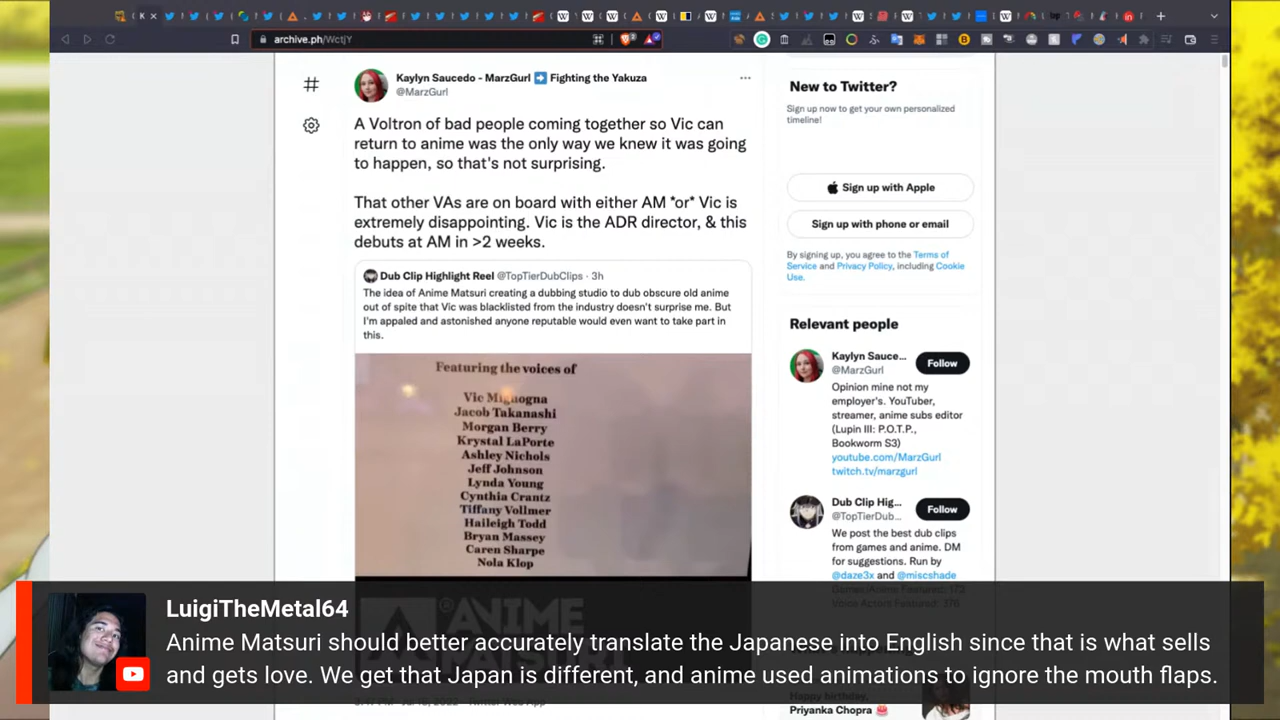 archive.ph/WctjY
Kaylyn Saucedo - MarzGurl ➡ Fighting the Yakuza
@MarzGurl
A Voltron of bad people coming together so Vic can
return to anime was the only way we knew it was going
to happen, so that's not surprising.
That other VAs are on board with either AM *or* Vic is
extremely disappointing. Vic is the ADR director, & this
debuts at AM in >2 weeks.
Dub Clip Highlight Reel @TopTierDubClips · 3h
The idea of Anime Matsuri creating a dubbing studio to dub obscure old anime
out of spite that Vic was blacklisted from the industry doesn't surprise me. But
I'm appaled and astonished anyone reputable would even want to take part in
this.
Featuring the voices of
Vic Mignogna
Jacob Takanashi
Morgan Berry
Krystal LaPorte
Ashley Nichols
Jeff Johnson
Lynda Young
Cynthia Crantz
Tiffany Vollmer
Haileigh Todd
Bryan Massey
Caren Sharpe
Nola Klop
ANIME
New to Twitter?
Sign up now to get your own personalized
timeline!
Sign up with Apple
Sign up with phone or email
By signing up, you agree to the Terms of
Service and Privacy Policy, including Cookie
Use.
Relevant people
Kaylyn Sauce...
@MarzGurl
Follow
Opinion mine not my
employer's. YouTuber,
streamer, anime subs editor
(Lupin III: P.O.T.P.,
Bookworm S3)
youtube.com/MarzGurl
twitch.tv/marzgurl
Dub Clip Hig...
@TopTierDub...
Follow
We post the best dub clips
from games and anime. DM
for suggestions. Run by
@daze3x and @miscshade
Priyanka Chopra
LuigiTheMetal64
Anime Matsuri should better accurately translate the Japanese into English since that is what sells
and gets love. We get that Japan is different, and anime used animations to ignore the mouth flaps.